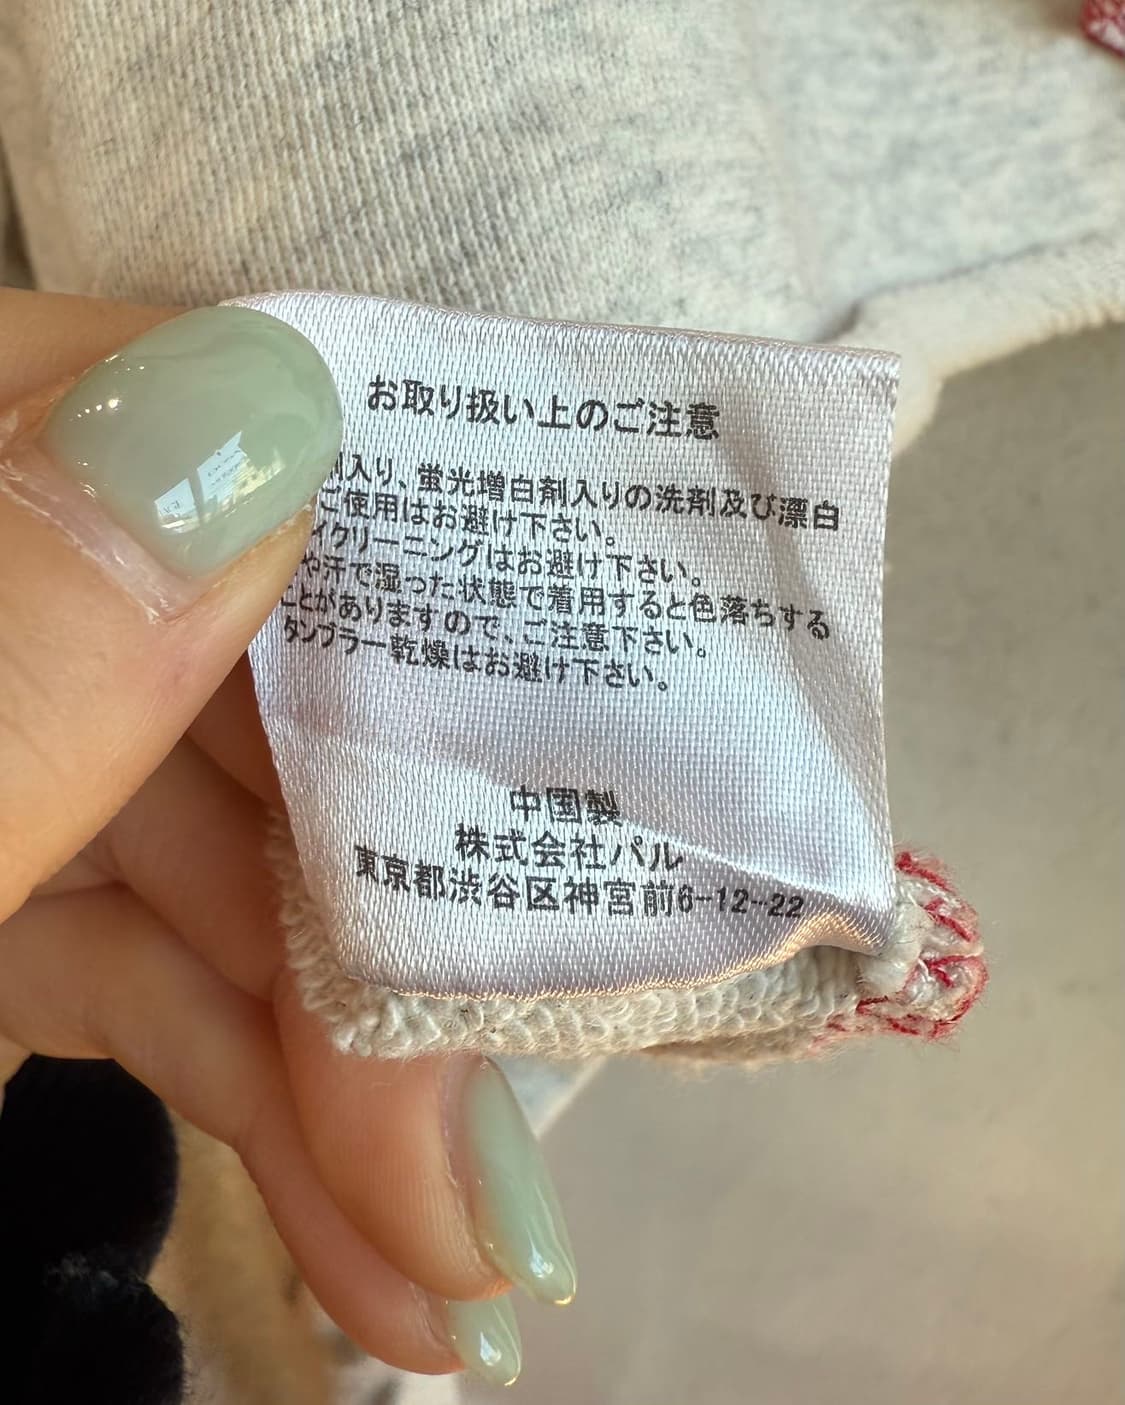 お取り扱い上のご注意
剤入り、蛍光増白剤入りの洗剤及び漂白
ご使用はお避け下さい。
イクリーニングはお避け下さい。
や汗で湿った状態で着用すると色落ちする
ことがありますので、ご注意下さい。
タンブラー乾燥はお避け下さい。
中国製
株式会社パル
東京都渋谷区神宮前6-12-22